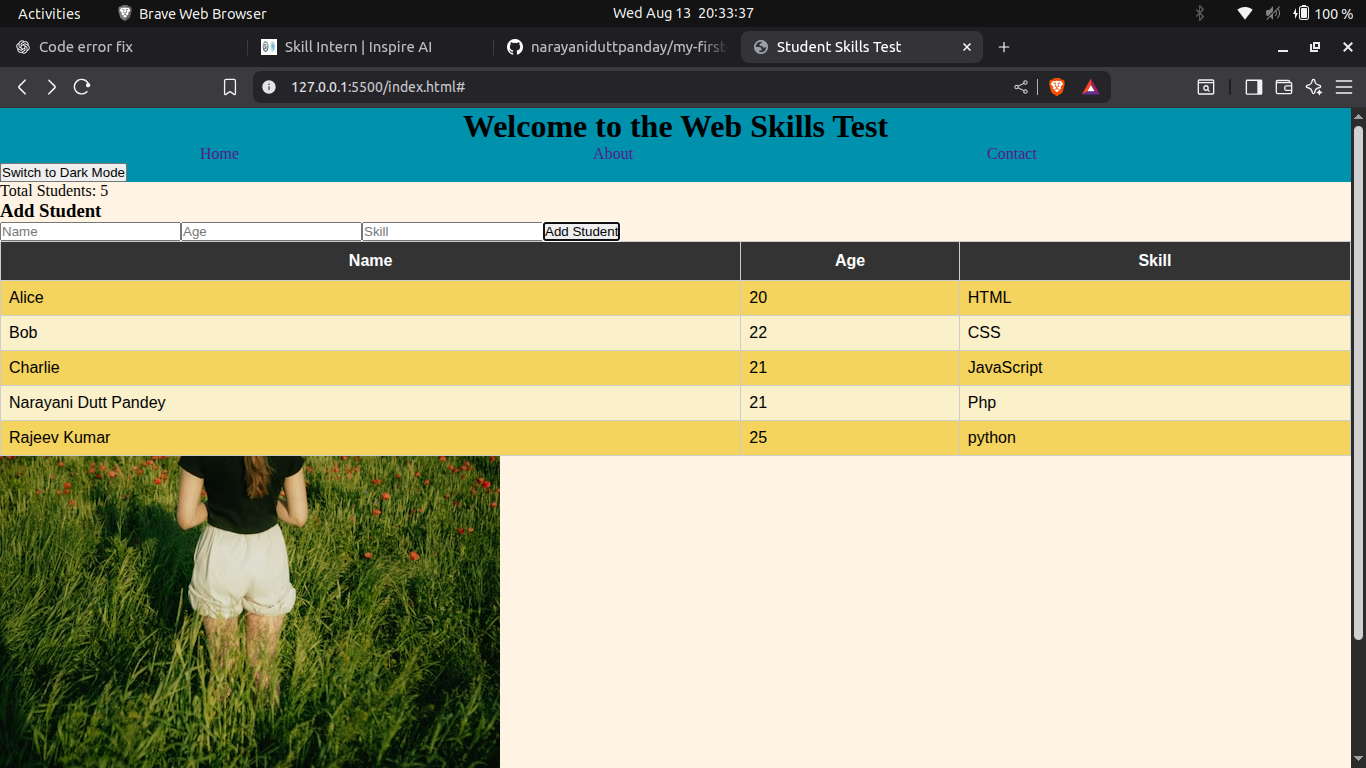 Activities Brave Web Browser Wed Aug 13 20:33:37 100 %
Code error fix Skill Intern | Inspire AI narayaniduttpanday/my-first Student Skills Test
127.0.0.1:5500/index.html#
Welcome to the Web Skills Test
Home About Contact
Switch to Dark Mode
Total Students: 5
Add Student
Name Age Skill Add Student
Name Age Skill
Alice 20 HTML
Bob 22 CSS
Charlie 21 JavaScript
Narayani Dutt Pandey 21 Php
Rajeev Kumar 25 python